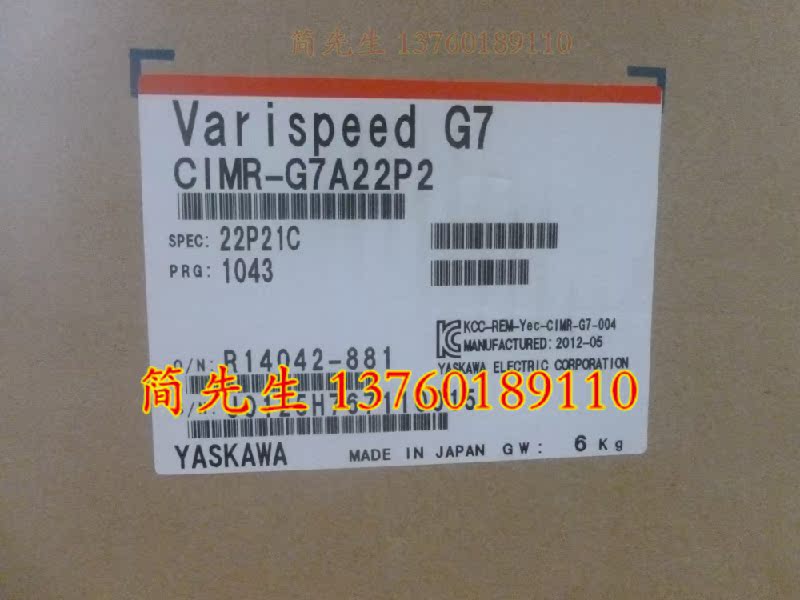 简先生 13760189110
Varispeed G7
CIMR-G7A22P2
SPEC: 22P21C
PRG: 1043
KCC-REM-Yec-CIMR-G7-004
MANUFACTURED: 2012-05
O/N: R14042-881
YASKAWA ELECTRIC CORPORATION
简先生 13760189110
YASKAWA
MADE IN JAPAN GW: 6 Kg